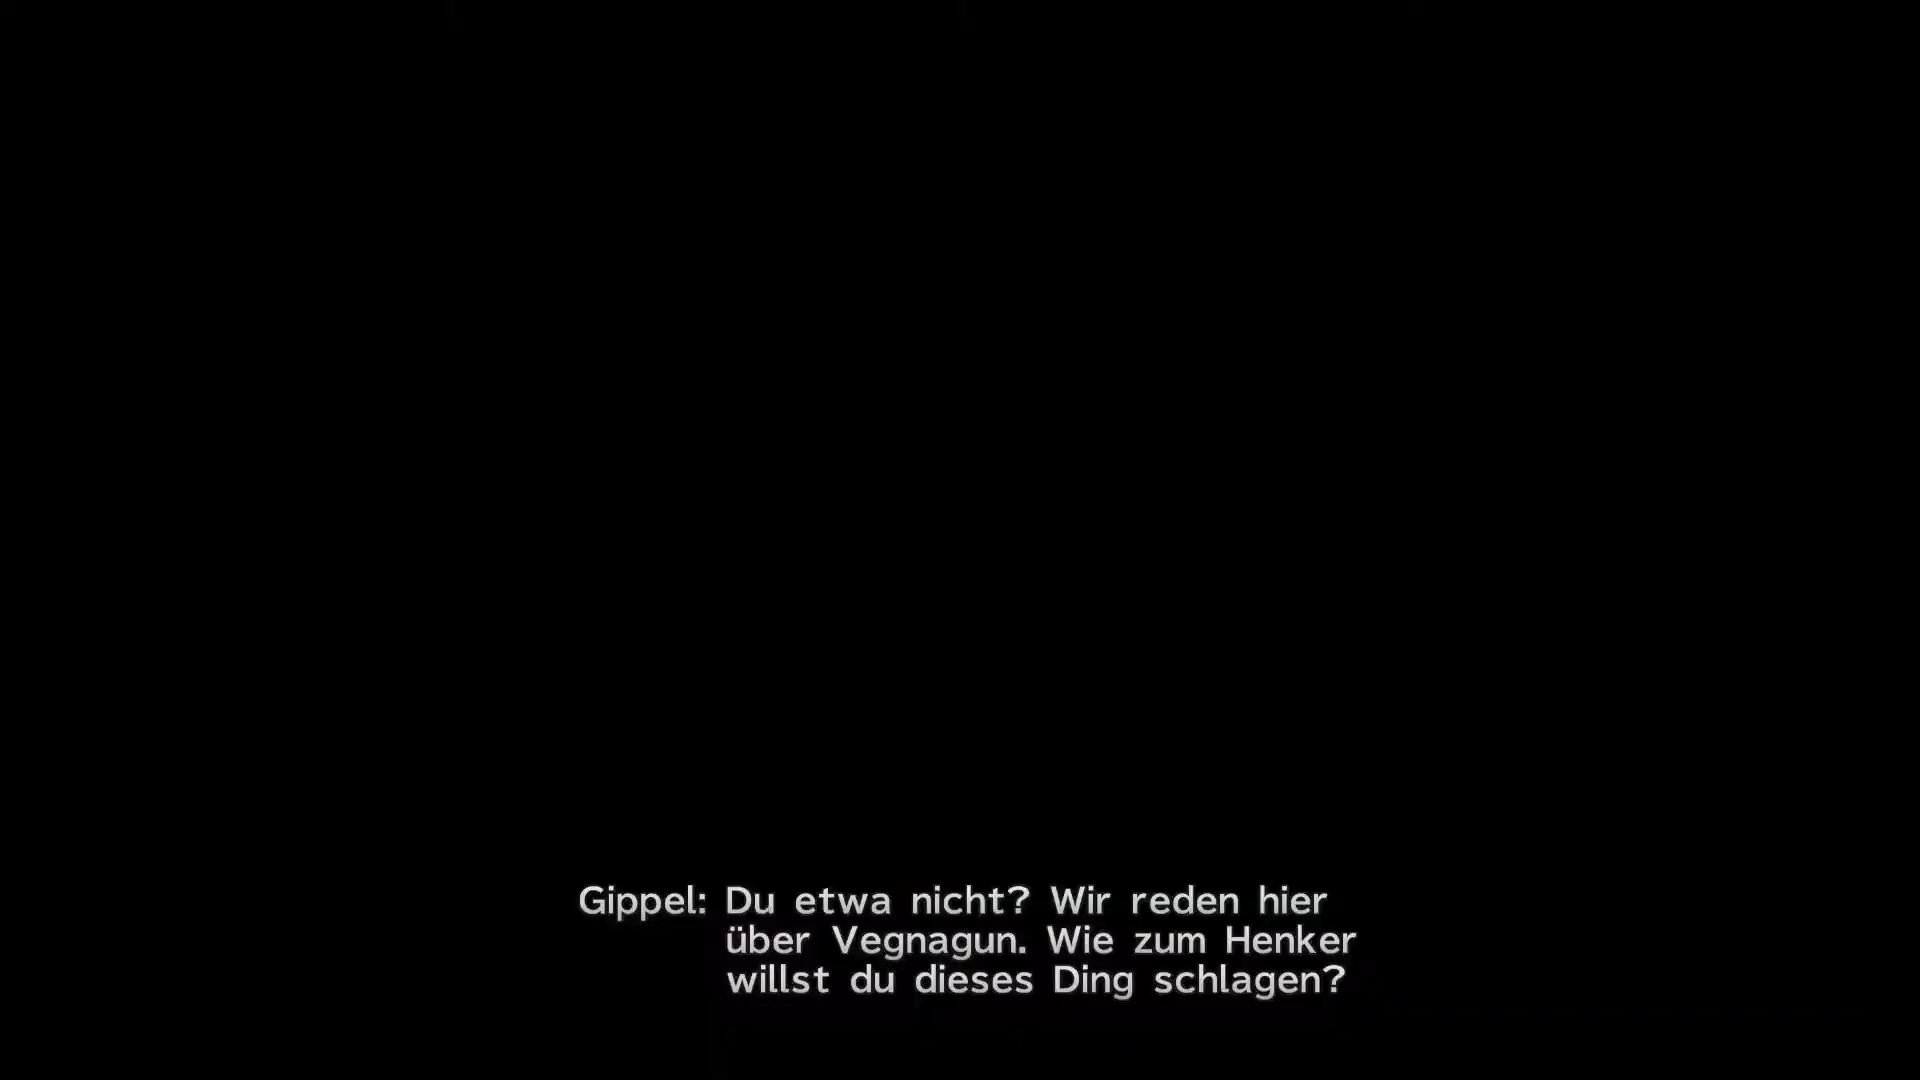 Gippel: Du etwa nicht? Wir reden hier
über Vegnagun. Wie zum Henker
willst du dieses Ding schlagen?